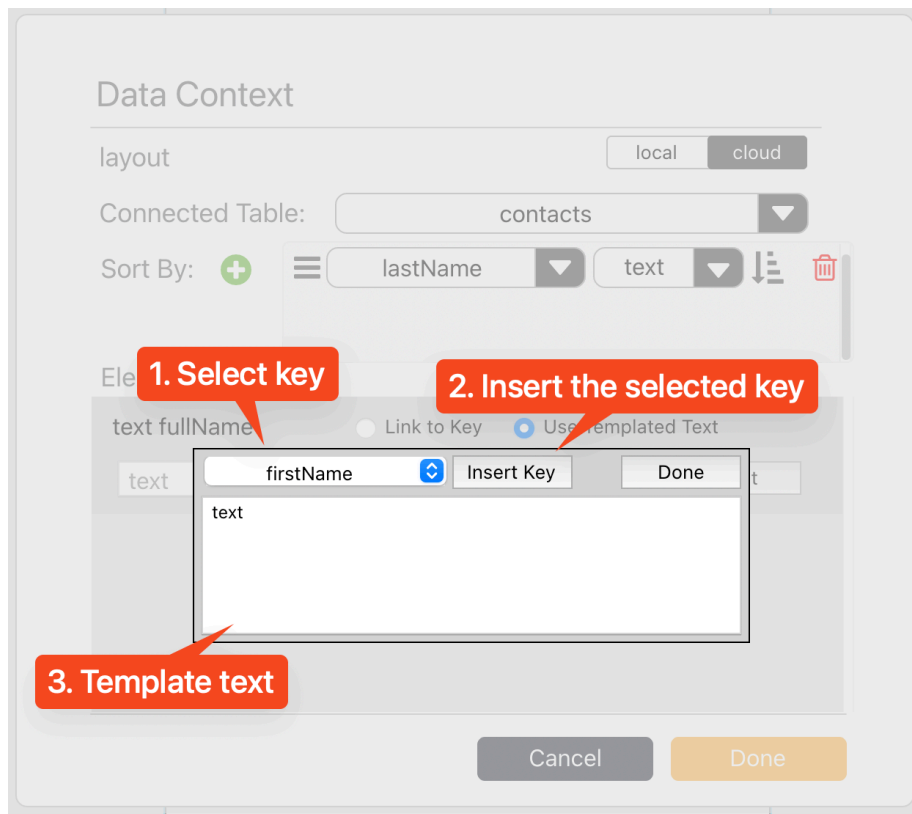 Data Context
layout
local
cloud
Connected Table:
contacts
Sort By:
lastName
text
Ele
1. Select key
2. Insert the selected key
text fullName
Link to Key
Use Templated Text
text
firstName
Insert Key
Done
t
text
3. Template text
Cancel
Done